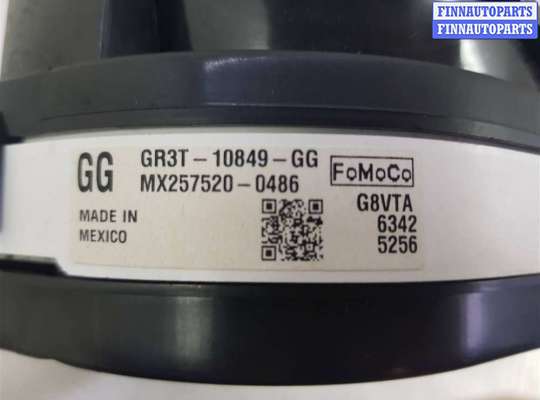 FINNAUTOPARTS
FINNAUTOPARTS
GG
GR3T-10849-GG
MX257520-0486
FoMoCo
MADE IN
MEXICO
G8VTA
6342
5256